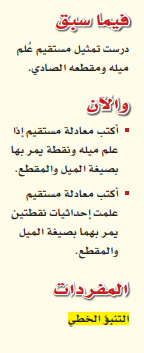 فيما سبق
درست تمثيل مستقيم عُلم
ميله ومقطعه الصادي.
والآن
▪ أكتب معادلة مستقيم إذا
علم ميله ونقطة يمر بها
بصيغة الميل والمقطع.
▪ أكتب معادلة مستقيم
علمت إحداثيات نقطتين
يمر بهما بصيغة الميل
والمقطع.
المفردات
التنبؤ الخطي